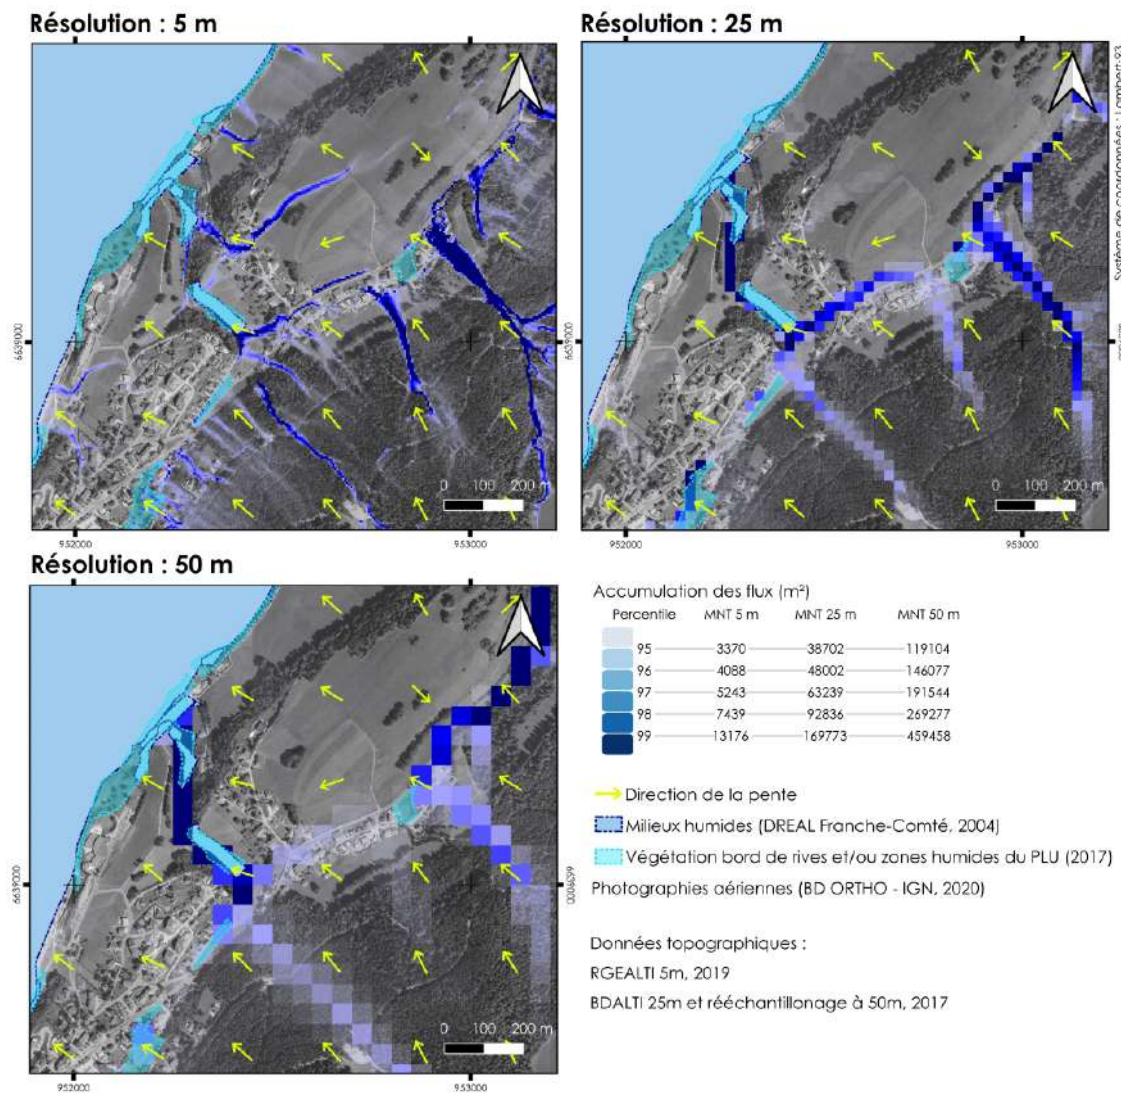 Résolution : 5 m
Résolution : 25 m
6639000
0 100 200 m
0 100 200 m
952000
953000
952000
953000
Système de coordonnées : Lambert-93
Résolution : 50 m
6639000
6639000
0 100 200 m
952000
953000
Accumulation des flux (m²)
Percentile MNT 5 m MNT 25 m MNT 50 m
95 3370 38702 119104
96 4088 48002 146077
97 5243 63239 191544
98 7439 92836 269277
99 13176 169773 459458
Direction de la pente
Milieux humides (DREAL Franche-Comté, 2004)
Végétation bord de rives et/ou zones humides du PLU (2017)
Photographies aériennes (BD ORTHO - IGN, 2020)
Données topographiques :
RGEALTI 5m, 2019
BDALTI 25m et rééchantillonage à 50m, 2017